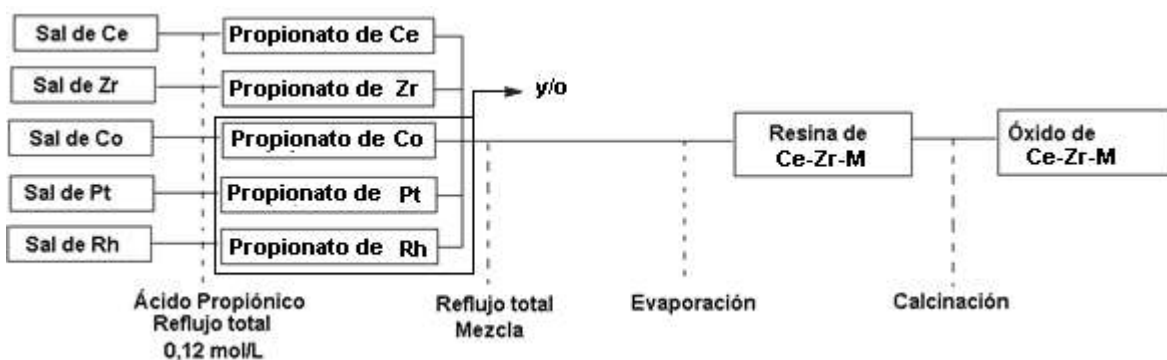 Sal de Ce
Propionato de Ce
Sal de Zr
Propionato de Zr
y/o
Sal de Co
Propionato de Co
Resina de
Ce-Zr-M
Óxido de
Ce-Zr-M
Sal de Pt
Propionato de Pt
Sal de Rh
Propionato de Rh
Ácido Propiónico
Reflujo total
0,12 mol/L
Reflujo total
Mezcla
Evaporación
Calcinación